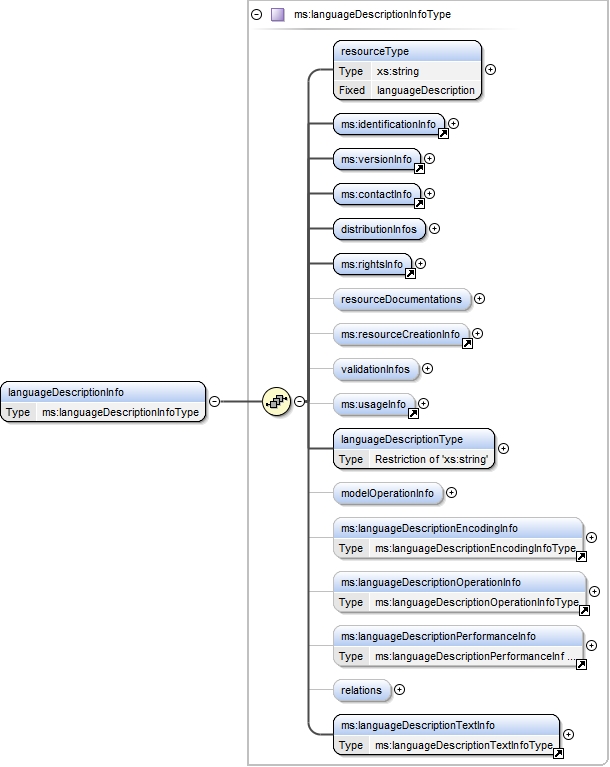 ms:languageDescriptionInfoType
resourceType
Type xs:string
Fixed languageDescription
ms:identificationInfo
ms:versionInfo
ms:contactInfo
distributionInfos
ms:rightsInfo
resourceDocumentations
ms:resourceCreationInfo
validationInfos
languageDescriptionInfo
Type ms:languageDescriptionInfoType
ms:usageInfo
languageDescriptionType
Type Restriction of 'xs:string'
modelOperationInfo
ms:languageDescriptionEncodingInfo
Type ms:languageDescriptionEncodingInfoType
ms:languageDescriptionOperationInfo
Type ms:languageDescriptionOperationInfoType
ms:languageDescriptionPerformanceInfo
Type ms:languageDescriptionPerformanceInf ...
relations
ms:languageDescriptionTextInfo
Type ms:languageDescriptionTextInfoType